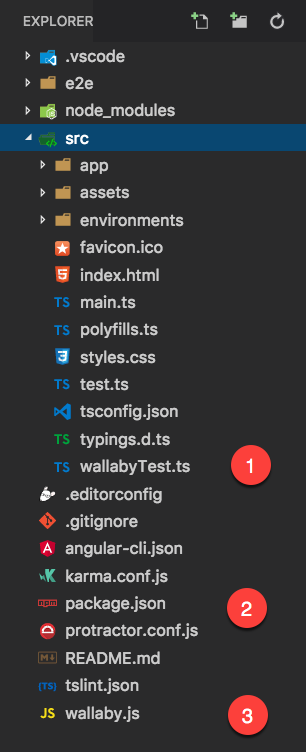 EXPLORER
.vscode
e2e
node_modules
src
app
assets
environments
favicon.ico
index.html
TS main.ts
TS polyfills.ts
styles.css
TS test.ts
tsconfig.json
TS typings.d.ts
TS wallabyTest.ts 1
.editorconfig
.gitignore
angular-cli.json
karma.conf.js
npm package.json 2
protractor.conf.js
M README.md
{TS} tslint.json
JS wallaby.js 3